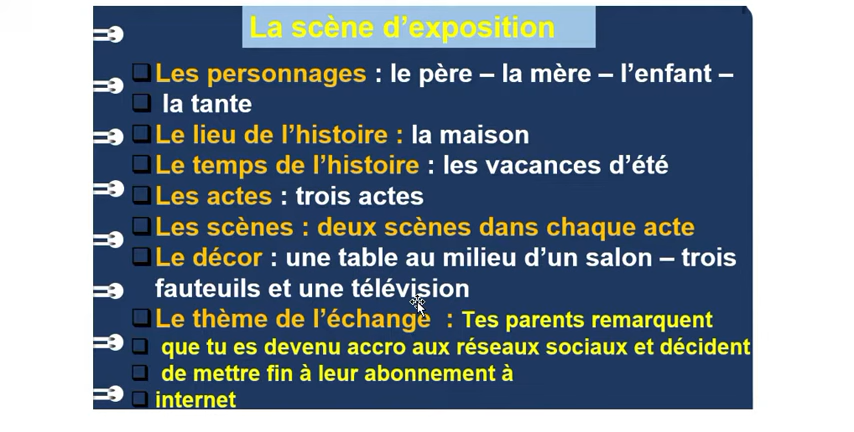 La scène d'exposition
Les personnages : le père – la mère – l'enfant –
la tante
Le lieu de l'histoire : la maison
Le temps de l'histoire : les vacances d'été
Les actes : trois actes
Les scènes : deux scènes dans chaque acte
Le décor : une table au milieu d'un salon – trois
fauteuils et une télévision
Le thème de l'échange : Tes parents remarquent
que tu es devenu accro aux réseaux sociaux et décident
de mettre fin à leur abonnement à
internet